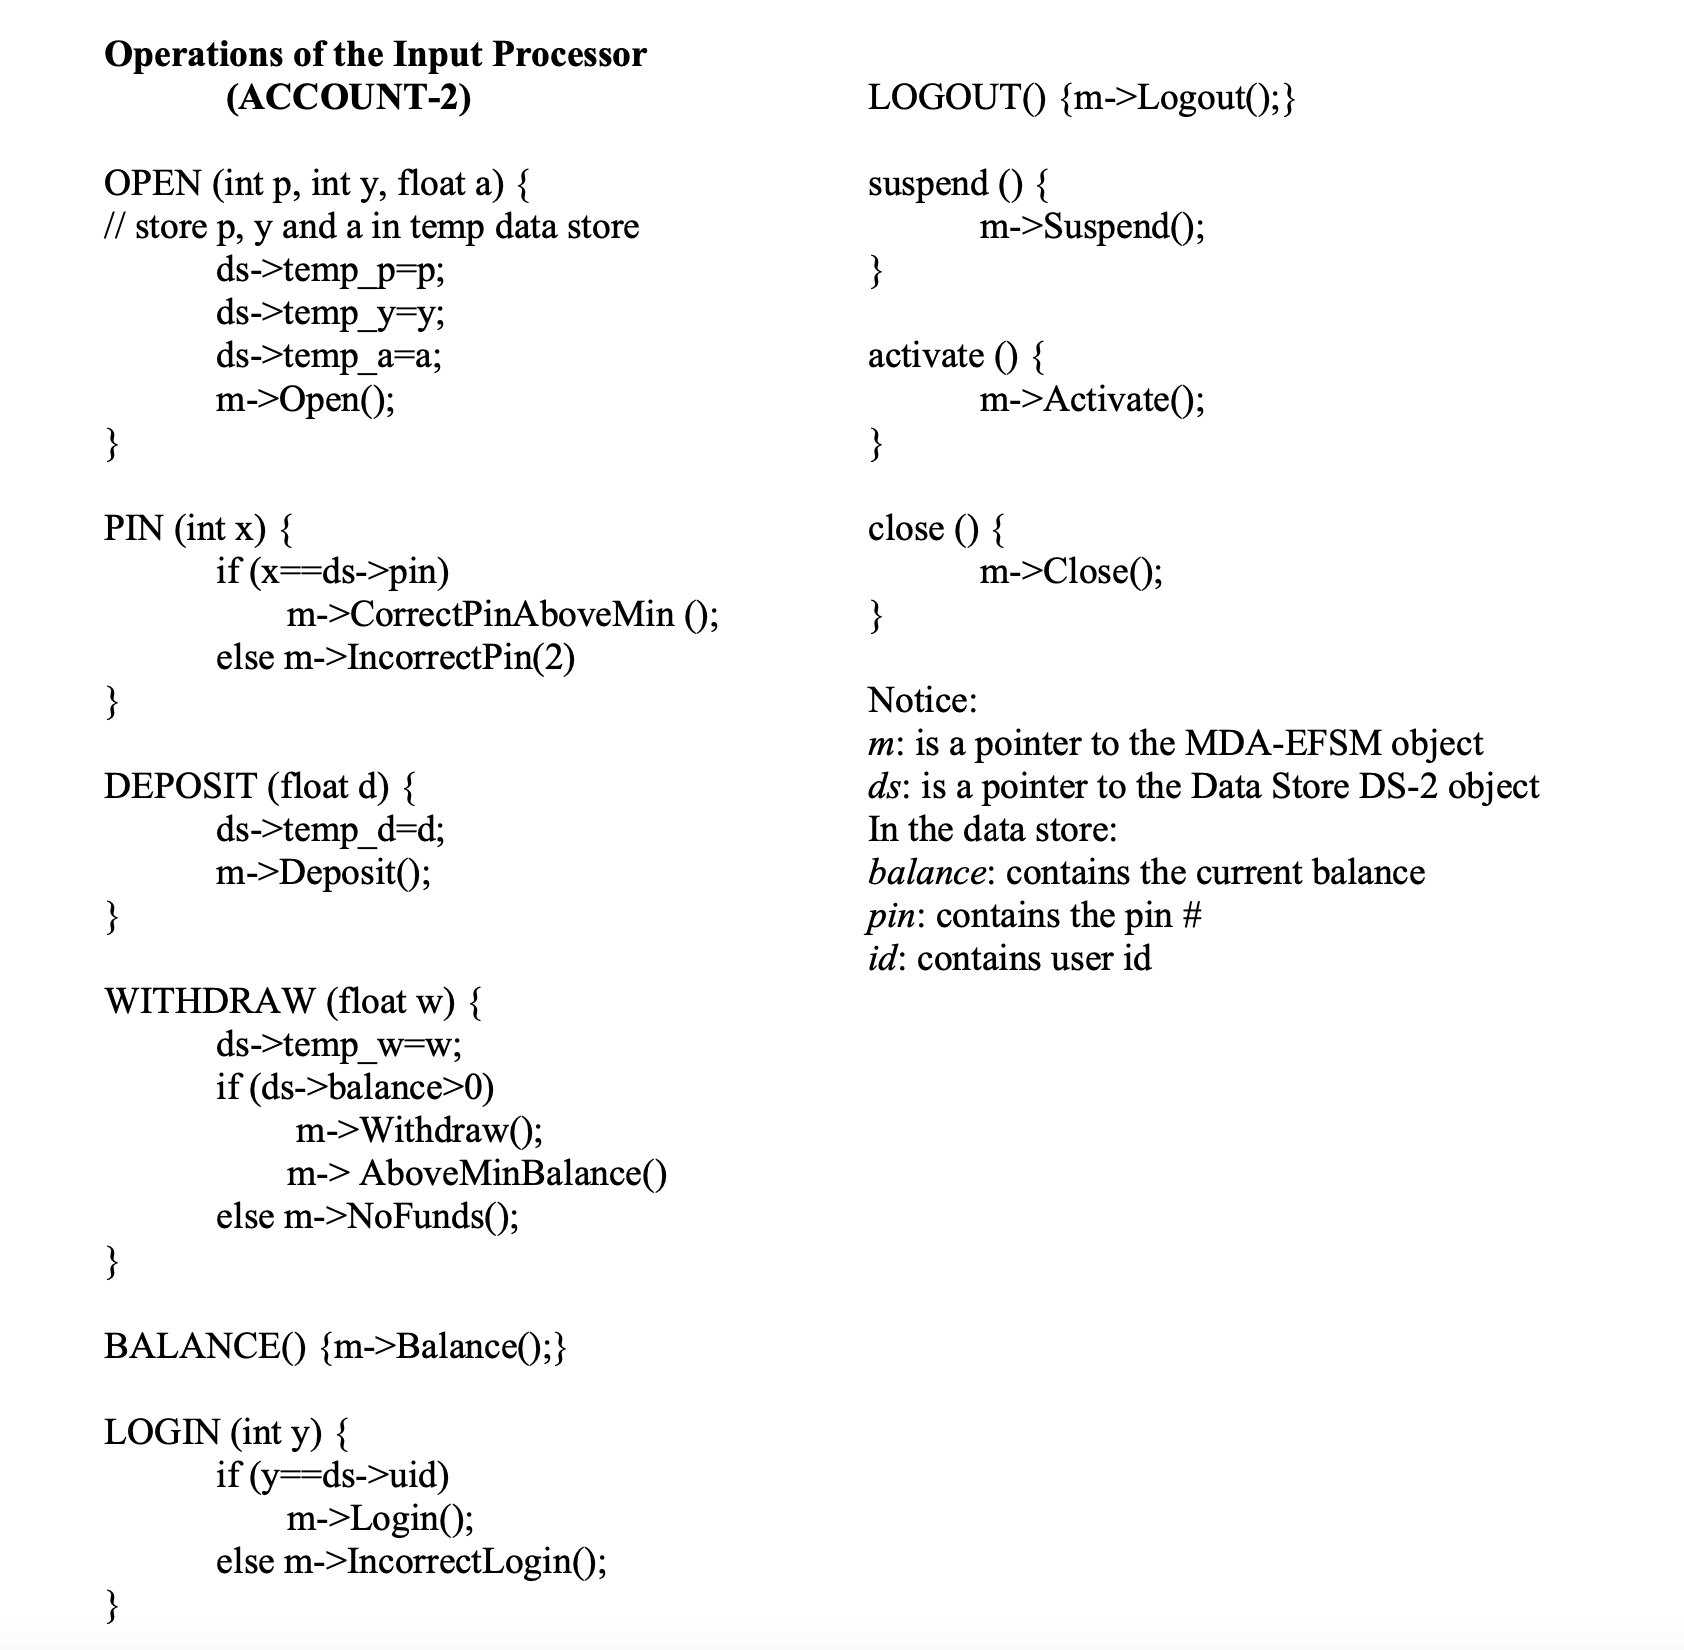 Operations of the Input Processor
(ACCOUNT-2)
OPEN (int p, int y, float a) {
// store p, y and a in temp data store
ds->temp_p=p;
ds->temp_y=y;
ds->temp_a=a;
m->Open();
}
PIN (int x) {
if (x==ds->pin)
m->CorrectPinAboveMin ();
else m->IncorrectPin(2)
}
DEPOSIT (float d) {
ds->temp_d=d;
m->Deposit();
}
WITHDRAW (float w) {
ds->temp_w=w;
if (ds->balance>0)
m->Withdraw();
m-> AboveMinBalance()
else m->NoFunds();
}
BALANCE() {m->Balance();}
LOGIN (int y) {
if (y==ds->uid)
m->Login();
else m->IncorrectLogin();
}
LOGOUT() {m->Logout();}
suspend () {
m->Suspend();
}
activate () {
m->Activate();
}
close () {
m->Close();
}
Notice:
m: is a pointer to the MDA-EFSM object
ds: is a pointer to the Data Store DS-2 object
In the data store:
balance: contains the current balance
pin: contains the pin #
id: contains user id